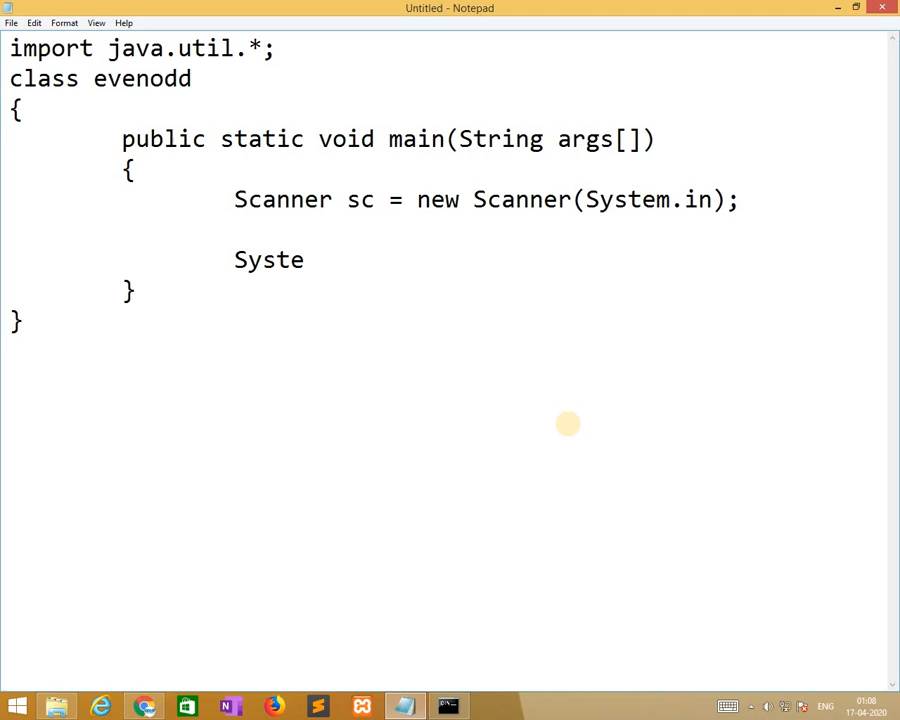 Untitled - Notepad
File Edit Format View Help
import java.util.*;
class evenodd
{
public static void main(String args[])
{
Scanner sc = new Scanner(System.in);
Syste
}
}
ENG
01:08
17-04-2020